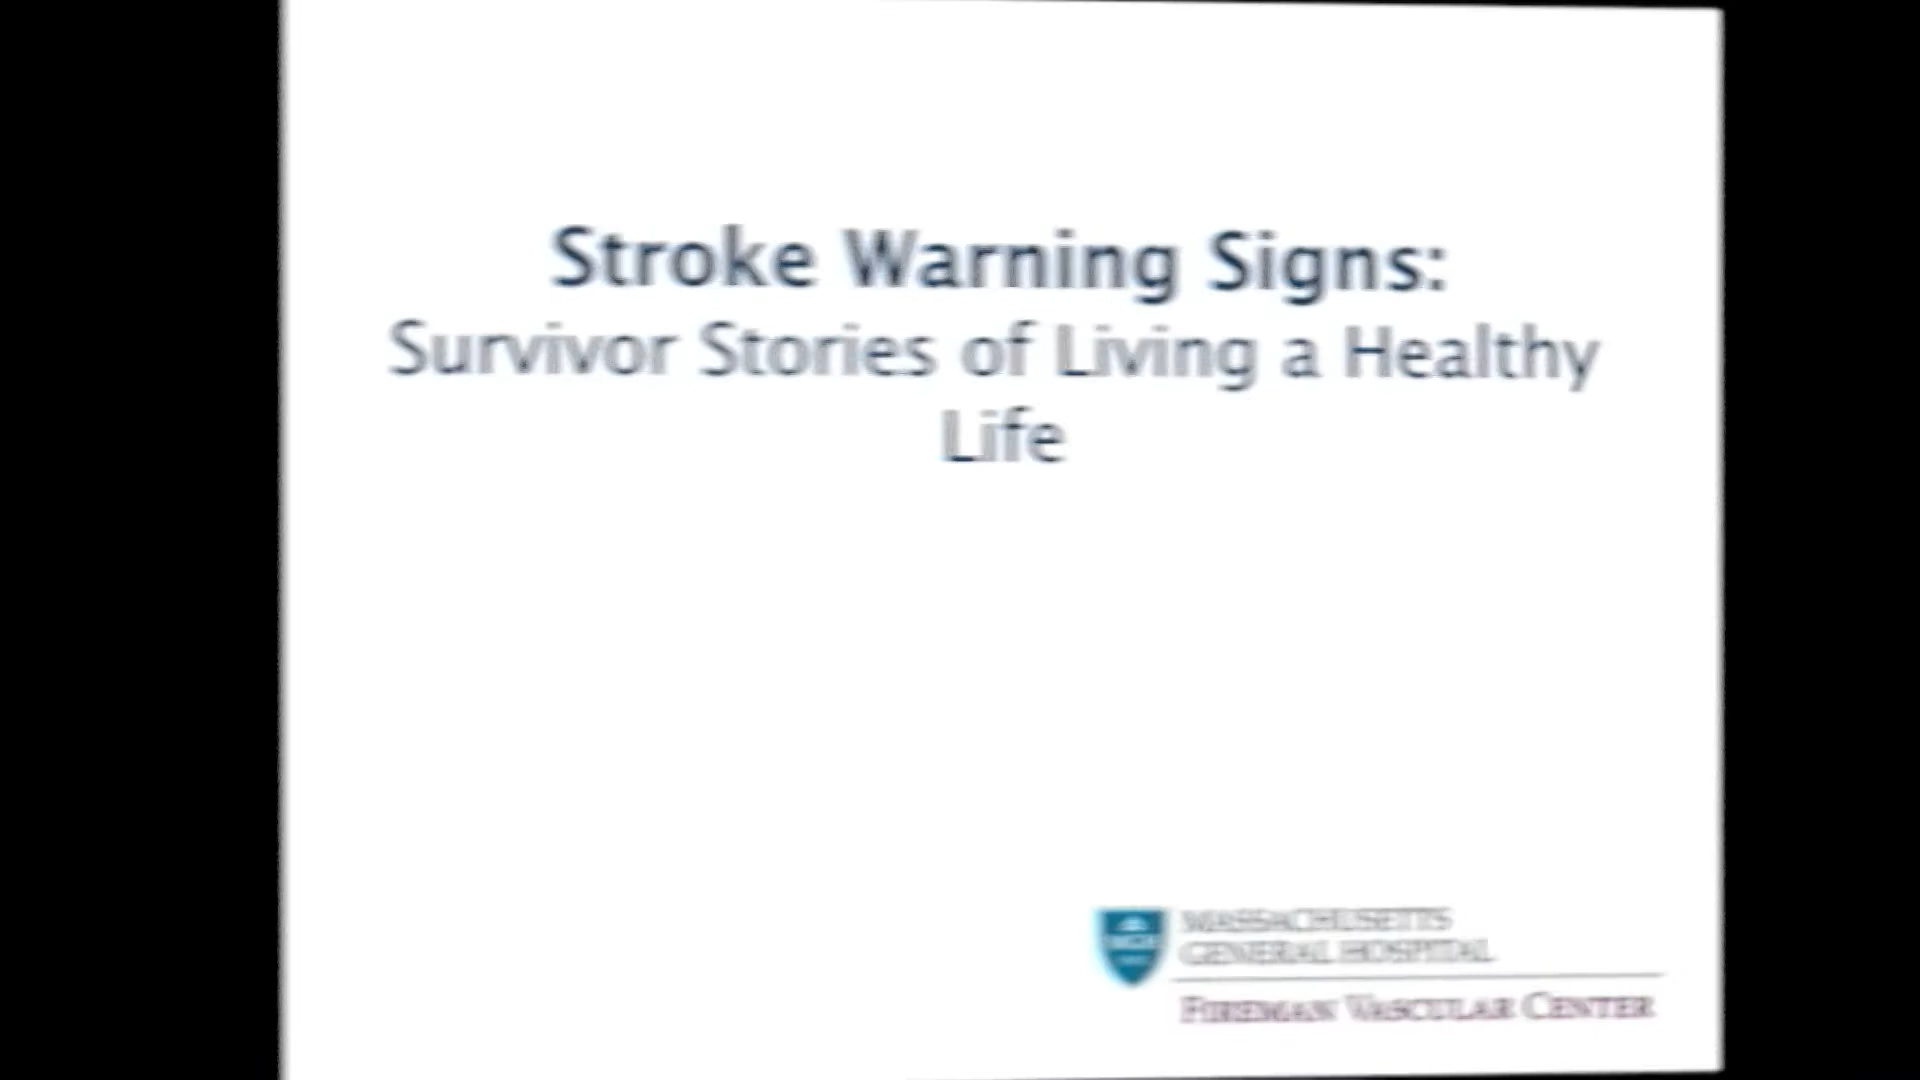 Stroke Warning Signs:
Survivor Stories of Living a Healthy
Life
MASSACHUSETTS
GENERAL HOSPITAL
FIREMAN VASCULAR CENTER